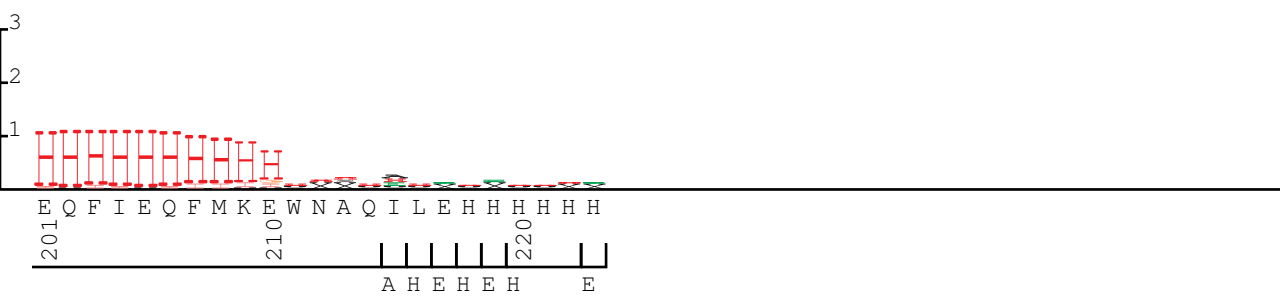 3
2
1
H H H H H H H H H H
E Q F I E Q F M K E W N A Q I L E H H H H H H
201 210 220
A H E H E H E